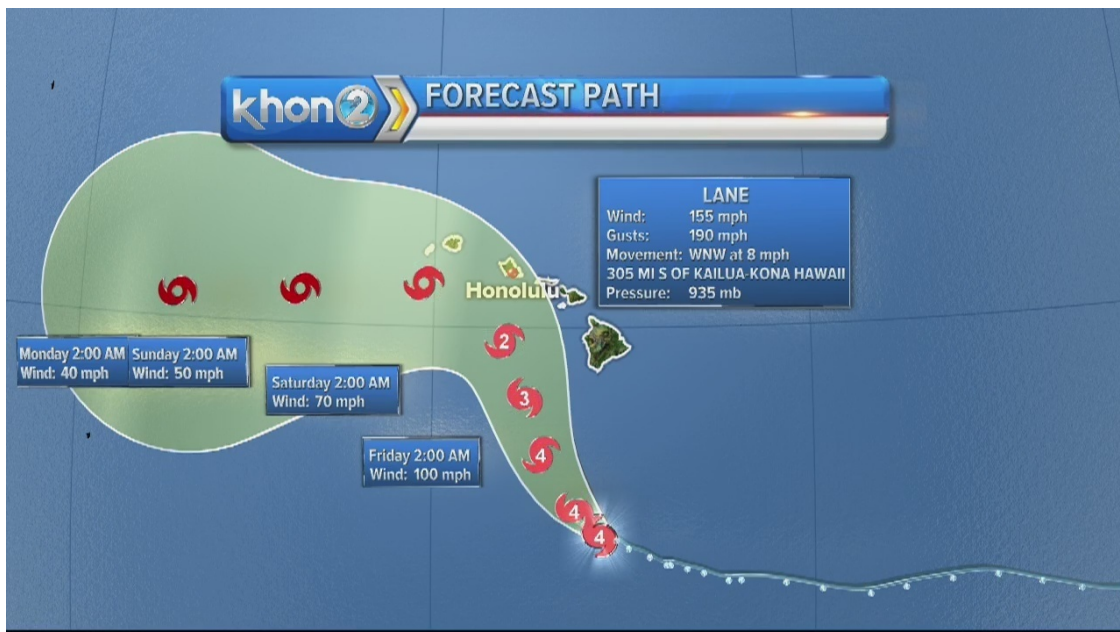 khon 2
FORECAST PATH
LANE
Wind: 155 mph
Gusts: 190 mph
Movement: WNW at 8 mph
305 MI S OF KAILUA-KONA HAWAII
Pressure: 935 mb
Honolulu
2
3
4
4
4
Monday 2:00 AM
Wind: 40 mph
Sunday 2:00 AM
Wind: 50 mph
Saturday 2:00 AM
Wind: 70 mph
Friday 2:00 AM
Wind: 100 mph